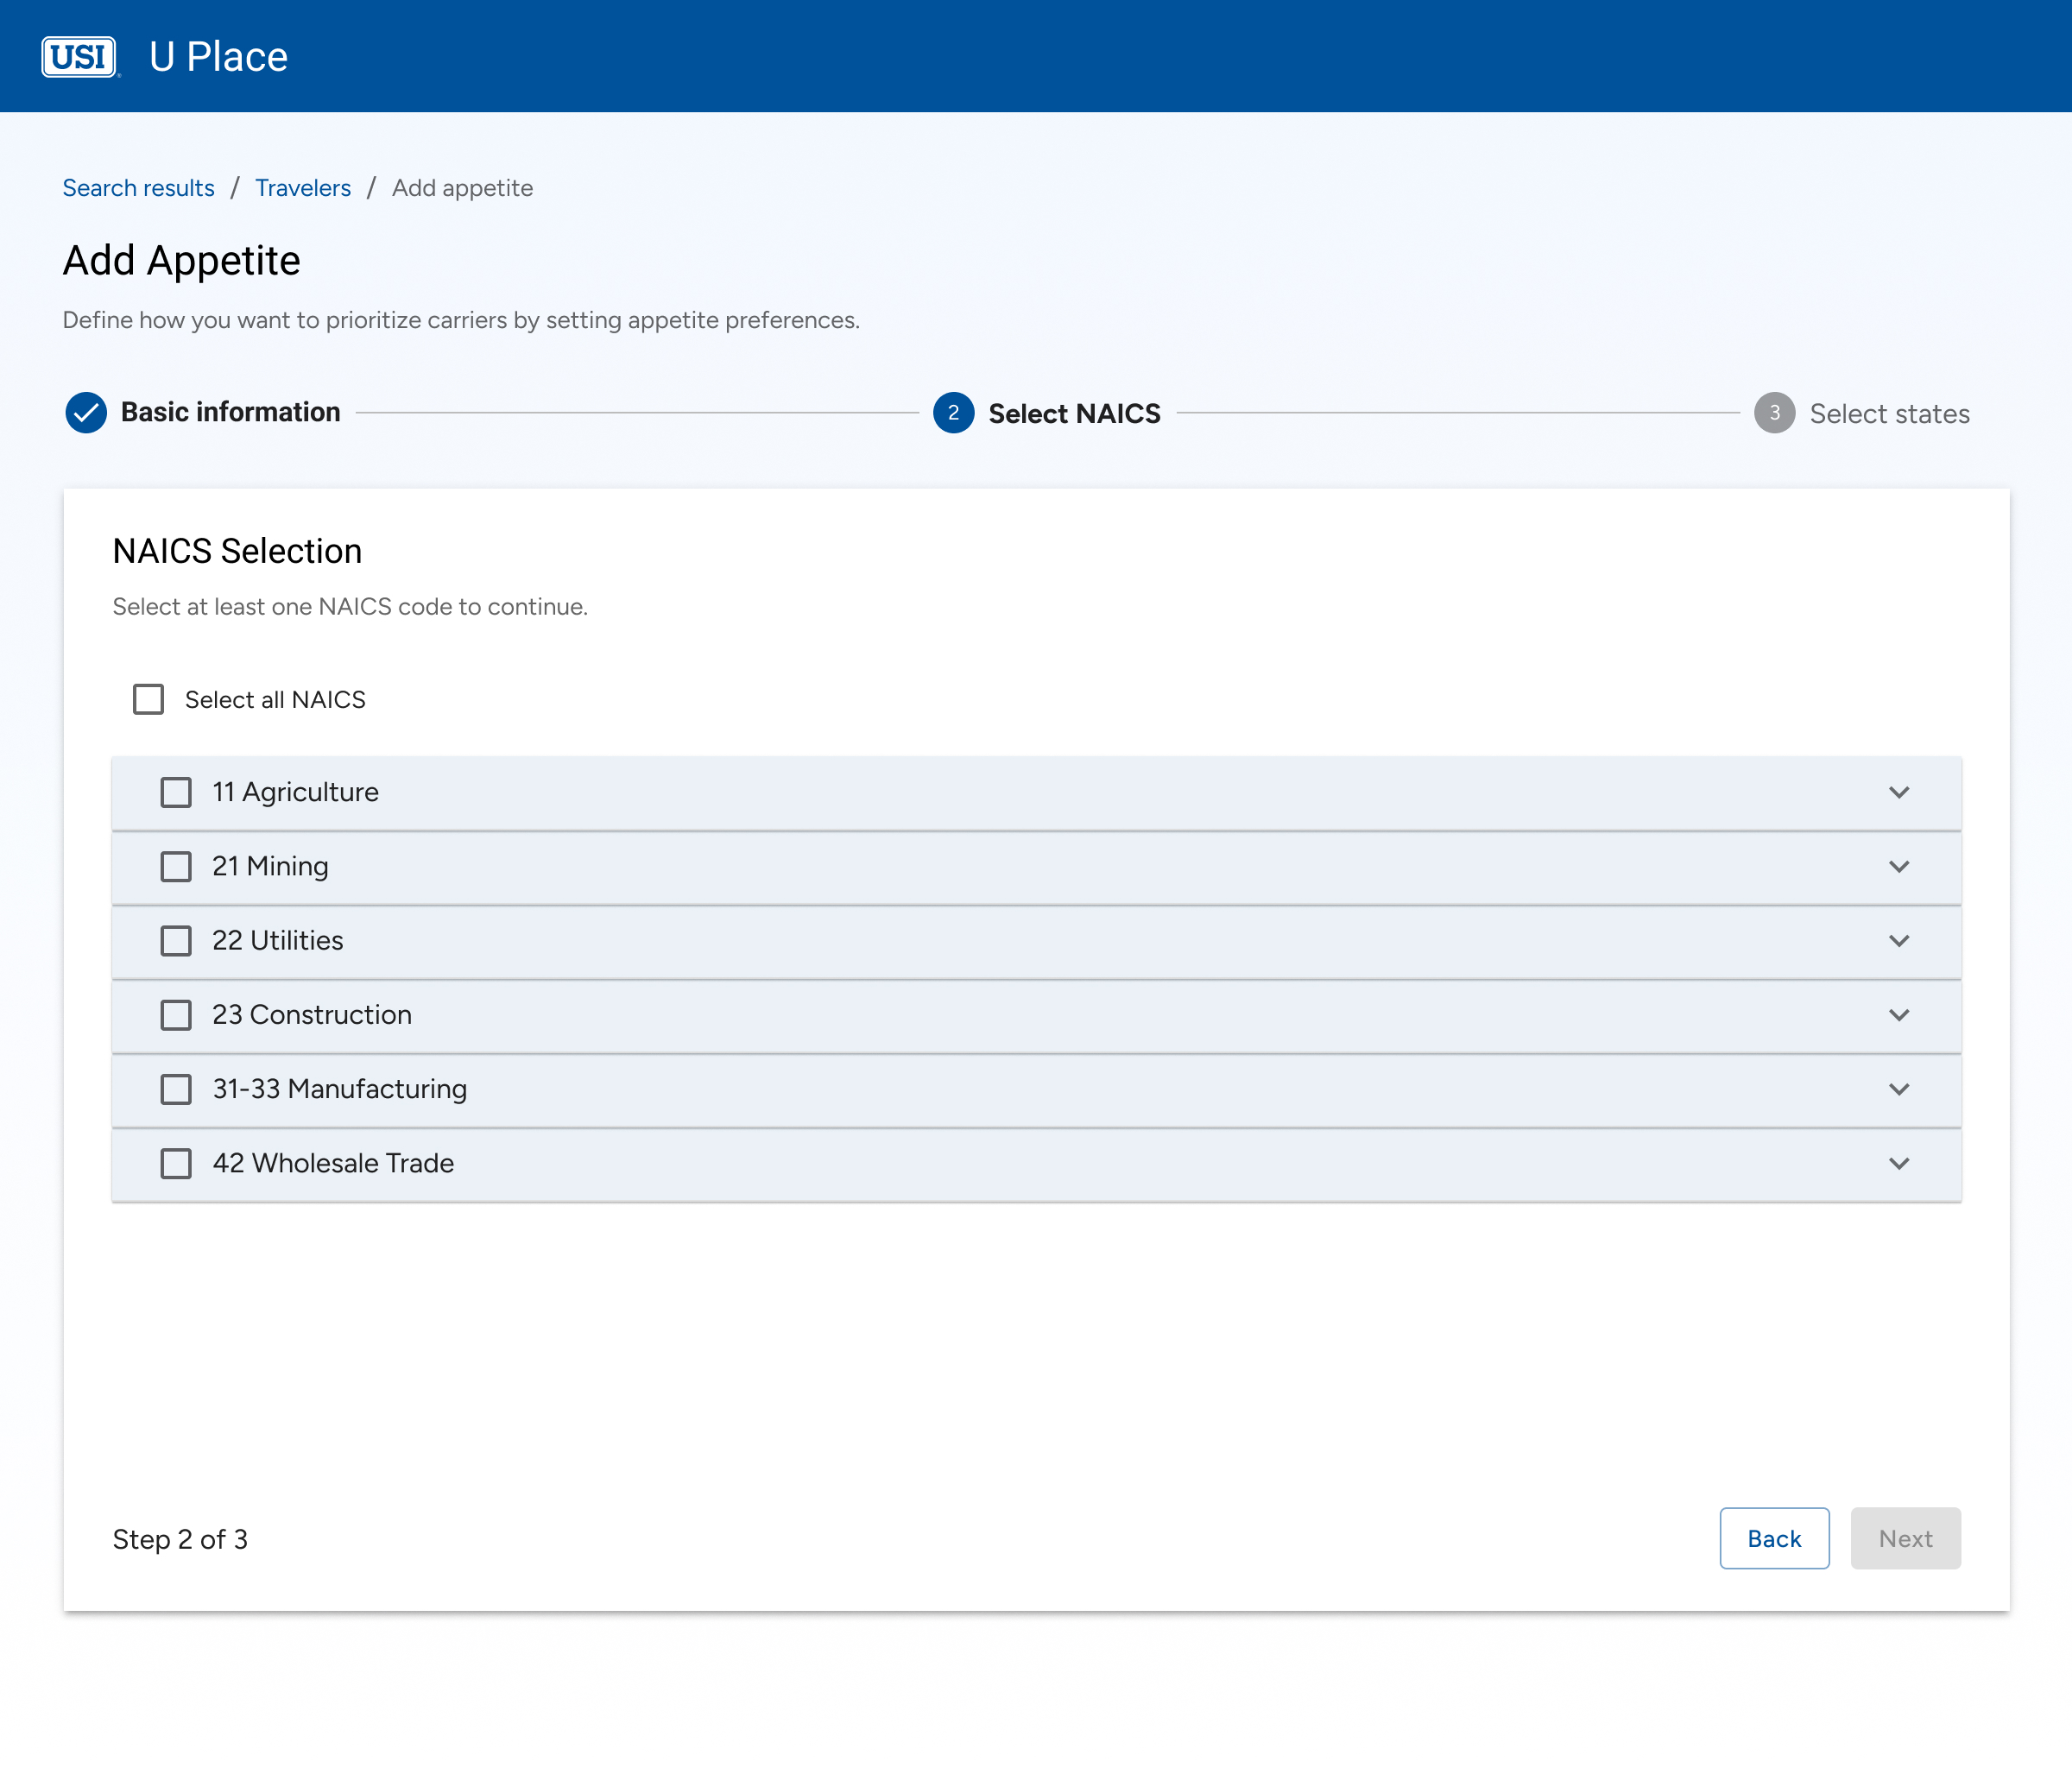 USI U Place
Search results / Travelers / Add appetite
Add Appetite
Define how you want to prioritize carriers by setting appetite preferences.
Basic information 2 Select NAICS 3 Select states
NAICS Selection
Select at least one NAICS code to continue.
Select all NAICS
11 Agriculture
21 Mining
22 Utilities
23 Construction
31-33 Manufacturing
42 Wholesale Trade
Step 2 of 3 Back Next